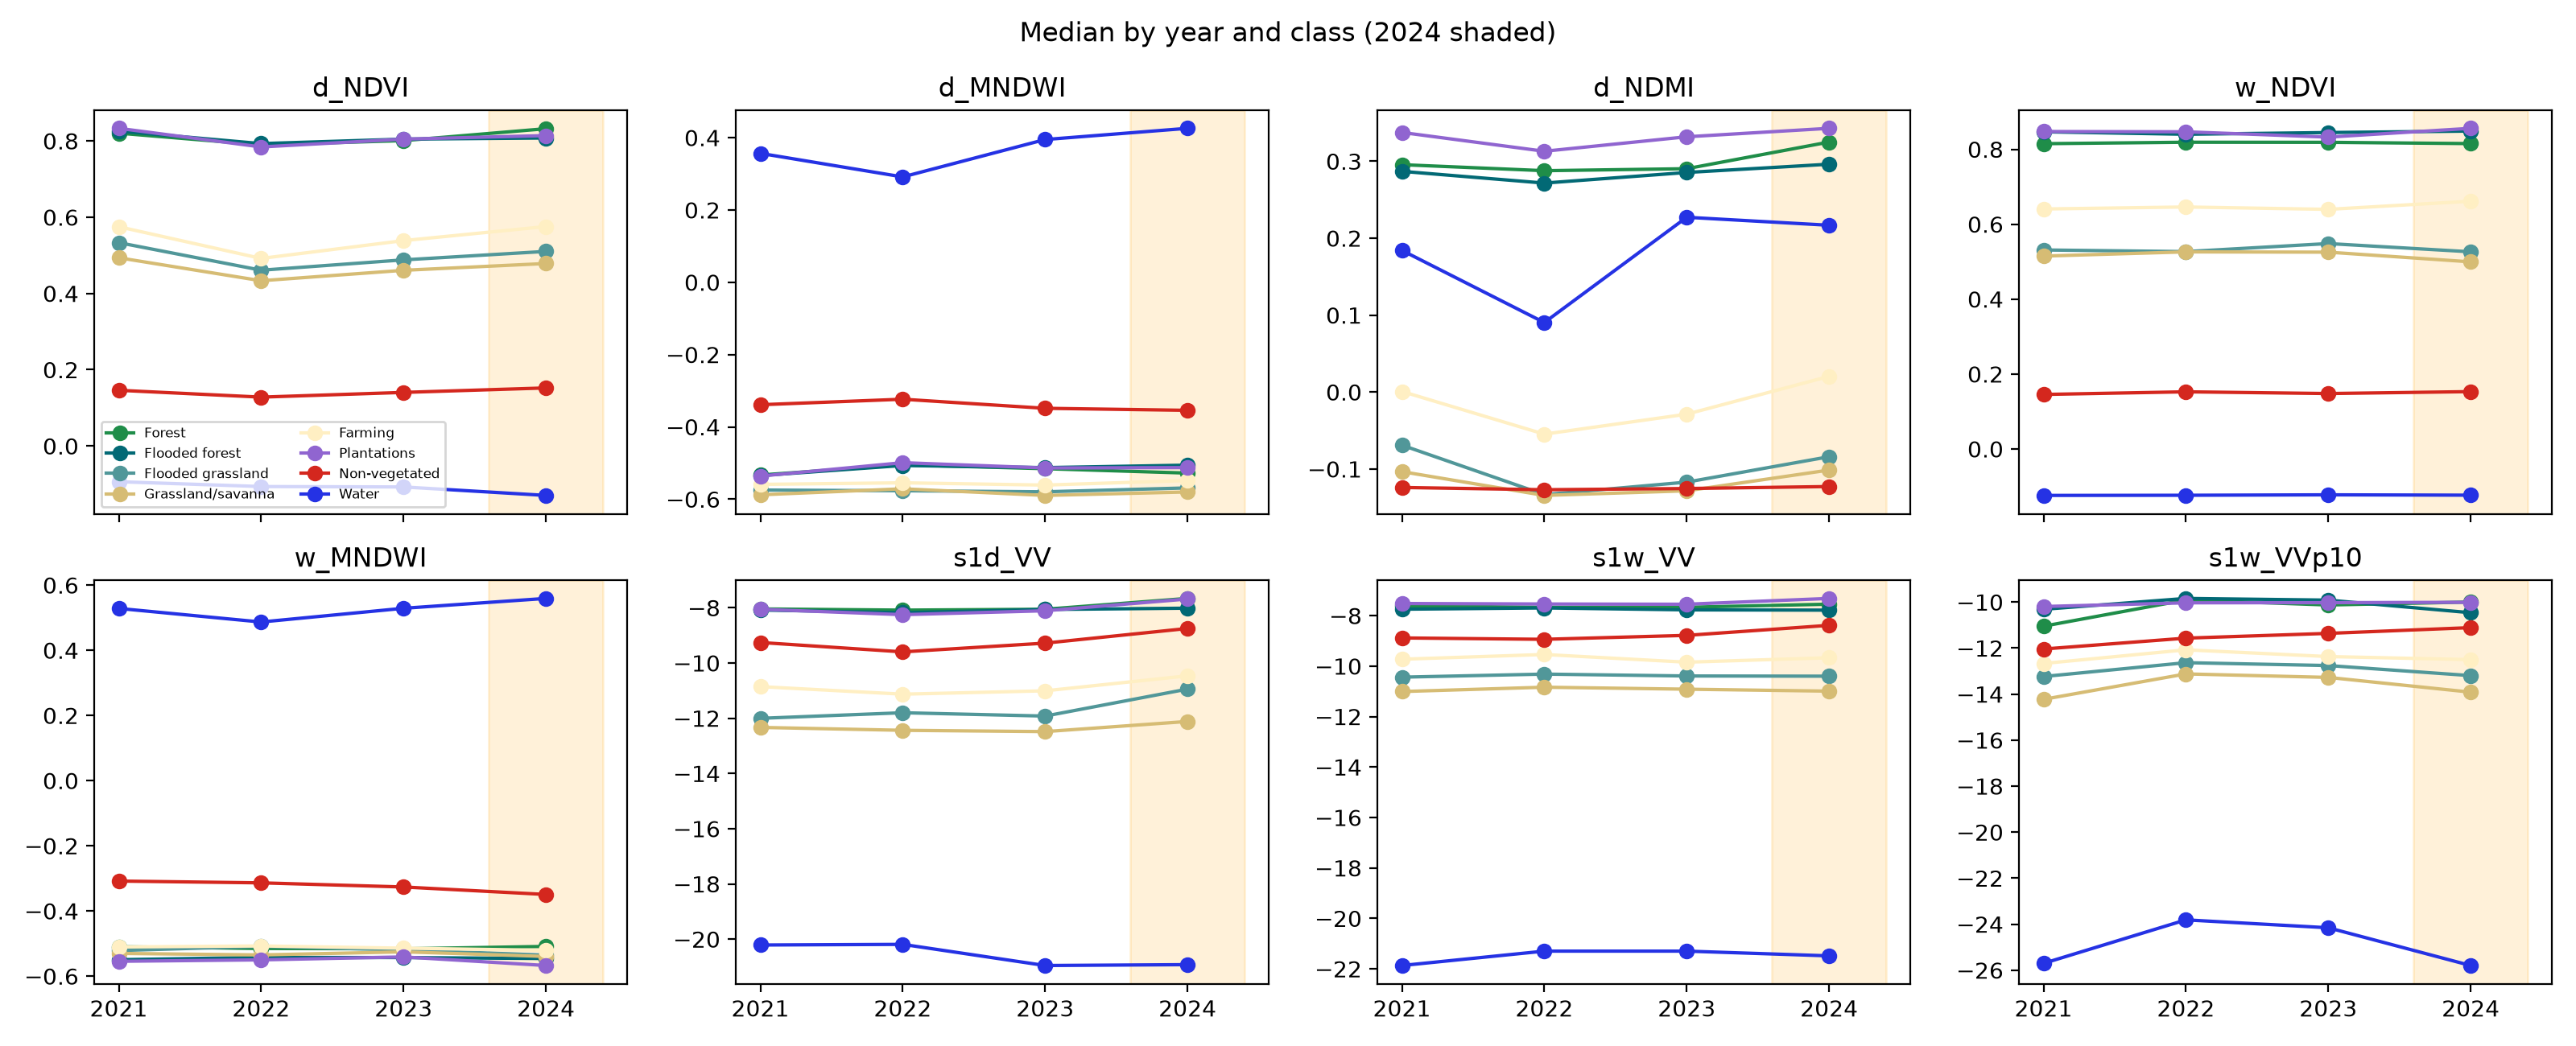 Median by year and class (2024 shaded)
d_NDVI
d_MNDWI
d_NDMI
w_NDVI
0.8
0.6
0.4
0.2
0.0
Forest
Flooded forest
Flooded grassland
Grassland/savanna
Farming
Plantations
Non-vegetated
Water
0.4
0.2
0.0
−0.2
−0.4
−0.6
0.3
0.2
0.1
0.0
−0.1
0.8
0.6
0.4
0.2
0.0
w_MNDWI
s1d_VV
s1w_VV
s1w_VVp10
0.6
0.4
0.2
0.0
−0.2
−0.4
−0.6
2021 2022 2023 2024
−8
−10
−12
−14
−16
−18
−20
2021 2022 2023 2024
−8
−10
−12
−14
−16
−18
−20
−22
2021 2022 2023 2024
−10
−12
−14
−16
−18
−20
−22
−24
−26
2021 2022 2023 2024